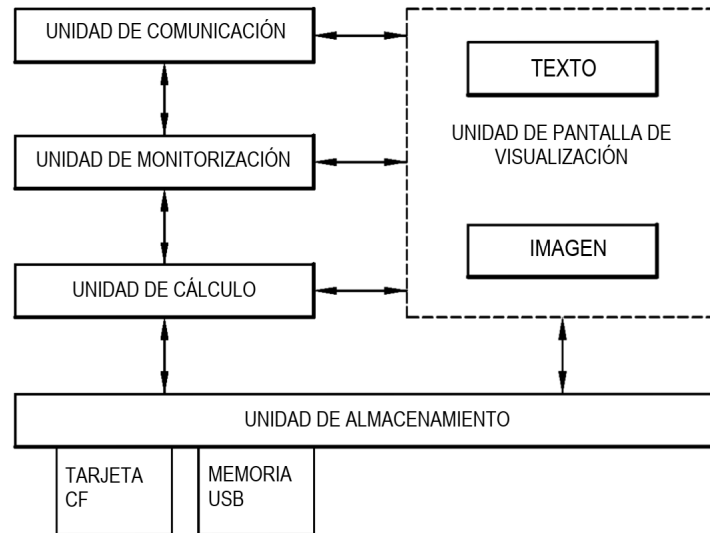 UNIDAD DE COMUNICACIÓN
TEXTO
UNIDAD DE PANTALLA DE
VISUALIZACIÓN
UNIDAD DE MONITORIZACIÓN
IMAGEN
UNIDAD DE CÁLCULO
UNIDAD DE ALMACENAMIENTO
TARJETA
CF
MEMORIA
USB